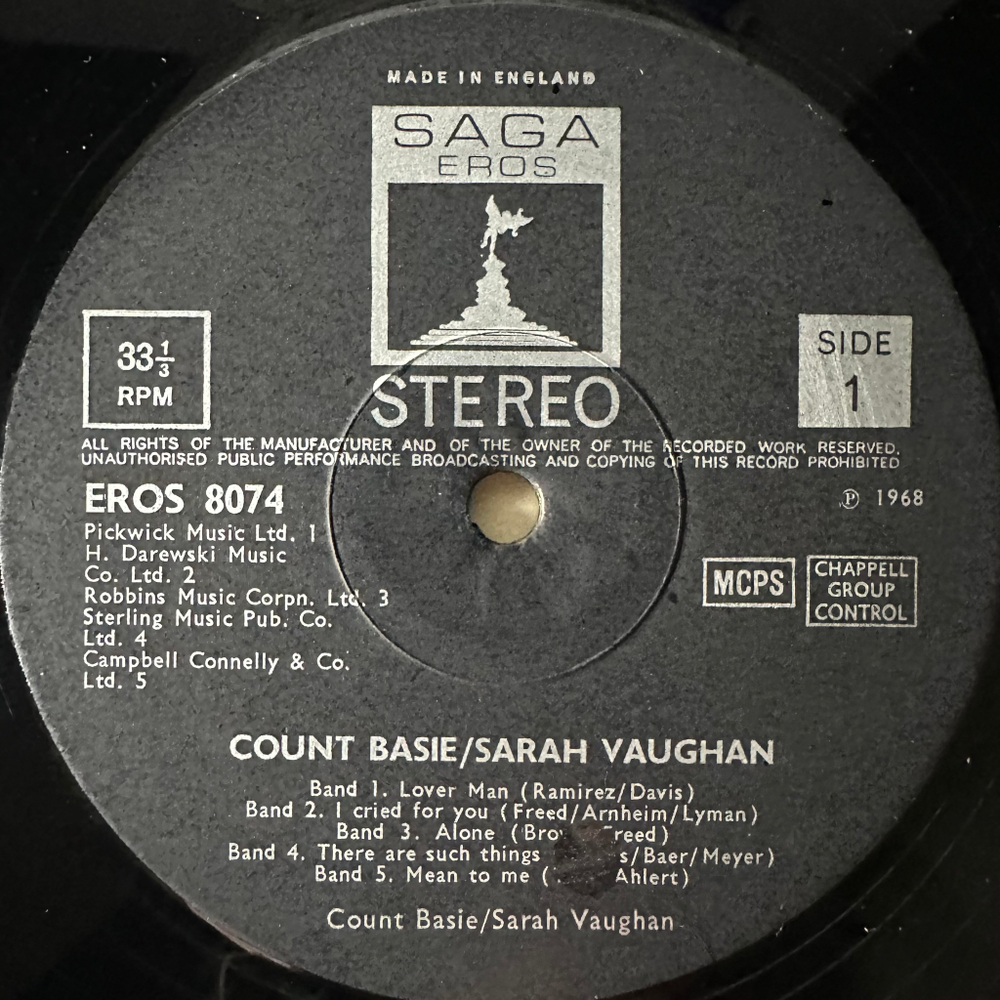 MADE IN ENGLAND
SAGA
EROS
33 1/3
RPM
SIDE
1
STEREO
ALL RIGHTS OF THE MANUFACTURER AND OF THE OWNER OF THE RECORDED WORK RESERVED.
UNAUTHORISED PUBLIC PERFORMANCE BROADCASTING AND COPYING OF THIS RECORD PROHIBITED
EROS 8074
Ⓟ 1968
Pickwick Music Ltd. 1
H. Darewski Music
Co. Ltd. 2
Robbins Music Corpn. Ltd. 3
Sterling Music Pub. Co.
Ltd. 4
Campbell Connelly & Co.
Ltd. 5
MCPS
CHAPPELL
GROUP
CONTROL
COUNT BASIE/SARAH VAUGHAN
Band 1. Lover Man (Ramirez/Davis)
Band 2. I cried for you (Freed/Arnheim/Lyman)
Band 3. Alone (
Band 4. There are such things /Baer/Meyer)
Band 5. Mean to me ( Ahlert)
Count Basie/Sarah Vaughan